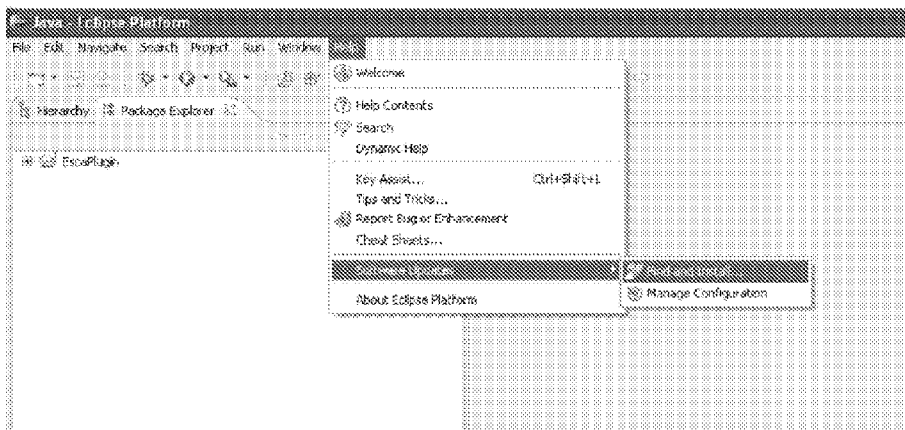 Java - Eclipse Platform
File Edit Navigate Search Project Run Window Help
Welcome
Hierarchy Package Explorer
Help Contents
Search
Dynamic Help
EscaPlugin
Key Assist... Ctrl+Shift+L
Tips and Tricks...
Report Bug or Enhancement
Cheat Sheets...
Software Updates Find and Install...
Manage Configuration
About Eclipse Platform